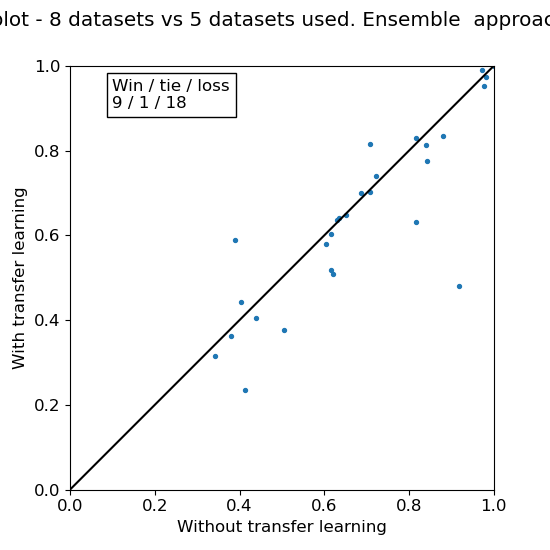 plot - 8 datasets vs 5 datasets used. Ensemble approac
Win / tie / loss
9 / 1 / 18
With transfer learning
1.0
0.8
0.6
0.4
0.2
0.0
0.0 0.2 0.4 0.6 0.8 1.0
Without transfer learning